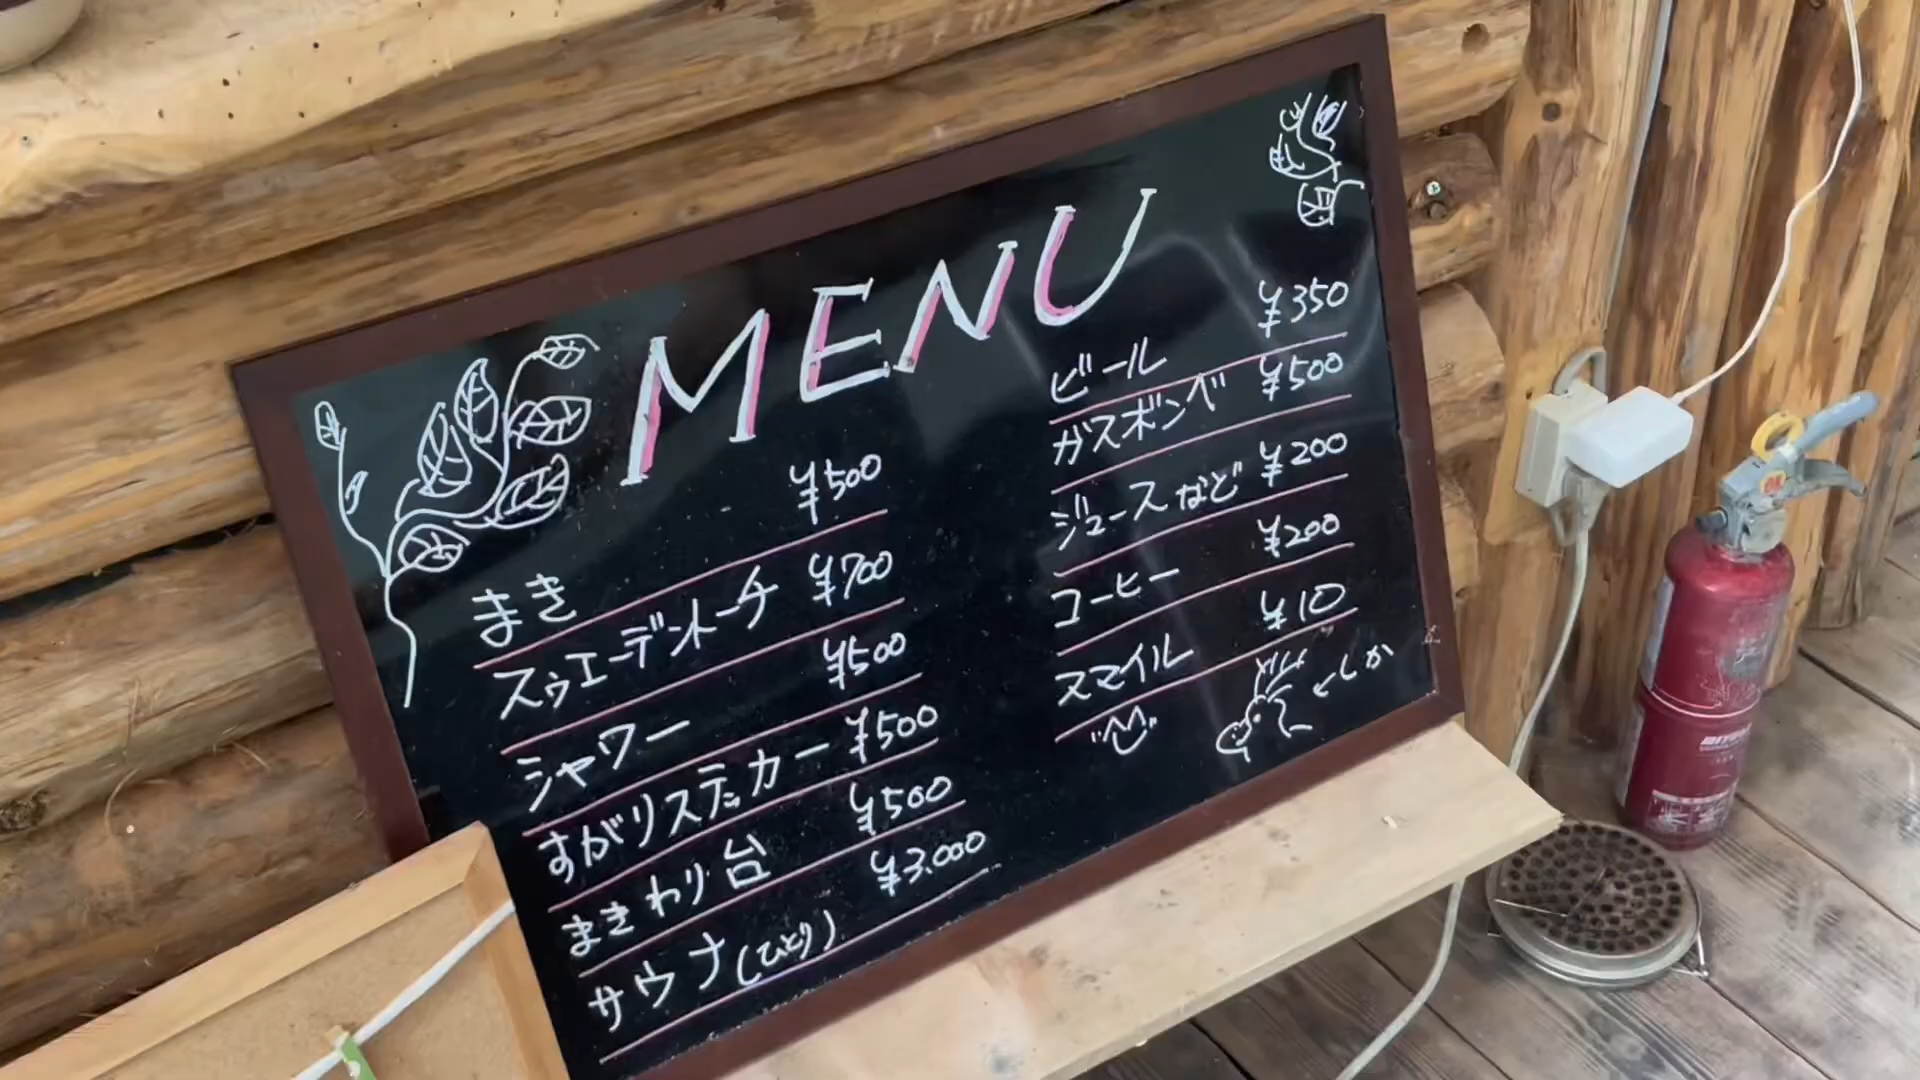 MENU
まき ¥500
スウェーデントーチ ¥700
シャワー ¥500
すがりステッカー ¥500
まきわり台 ¥500
サウナ(ひとり) ¥3.000
ビール ¥350
ガスボンベ ¥500
ジュースなど ¥200
コーヒー ¥200
スマイル ¥10
←しか